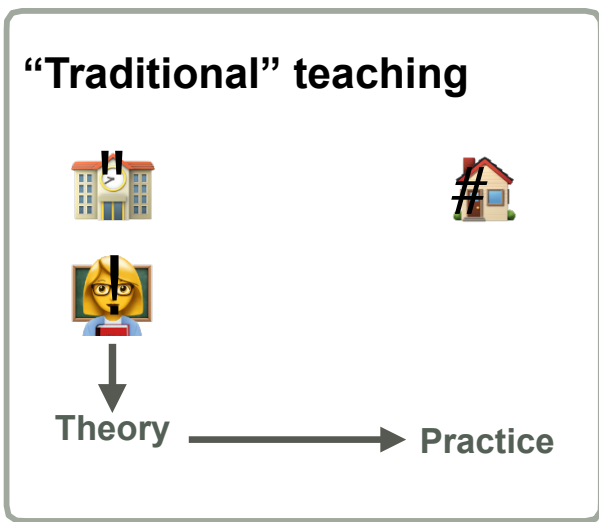 “Traditional” teaching
" #
!
Theory Practice